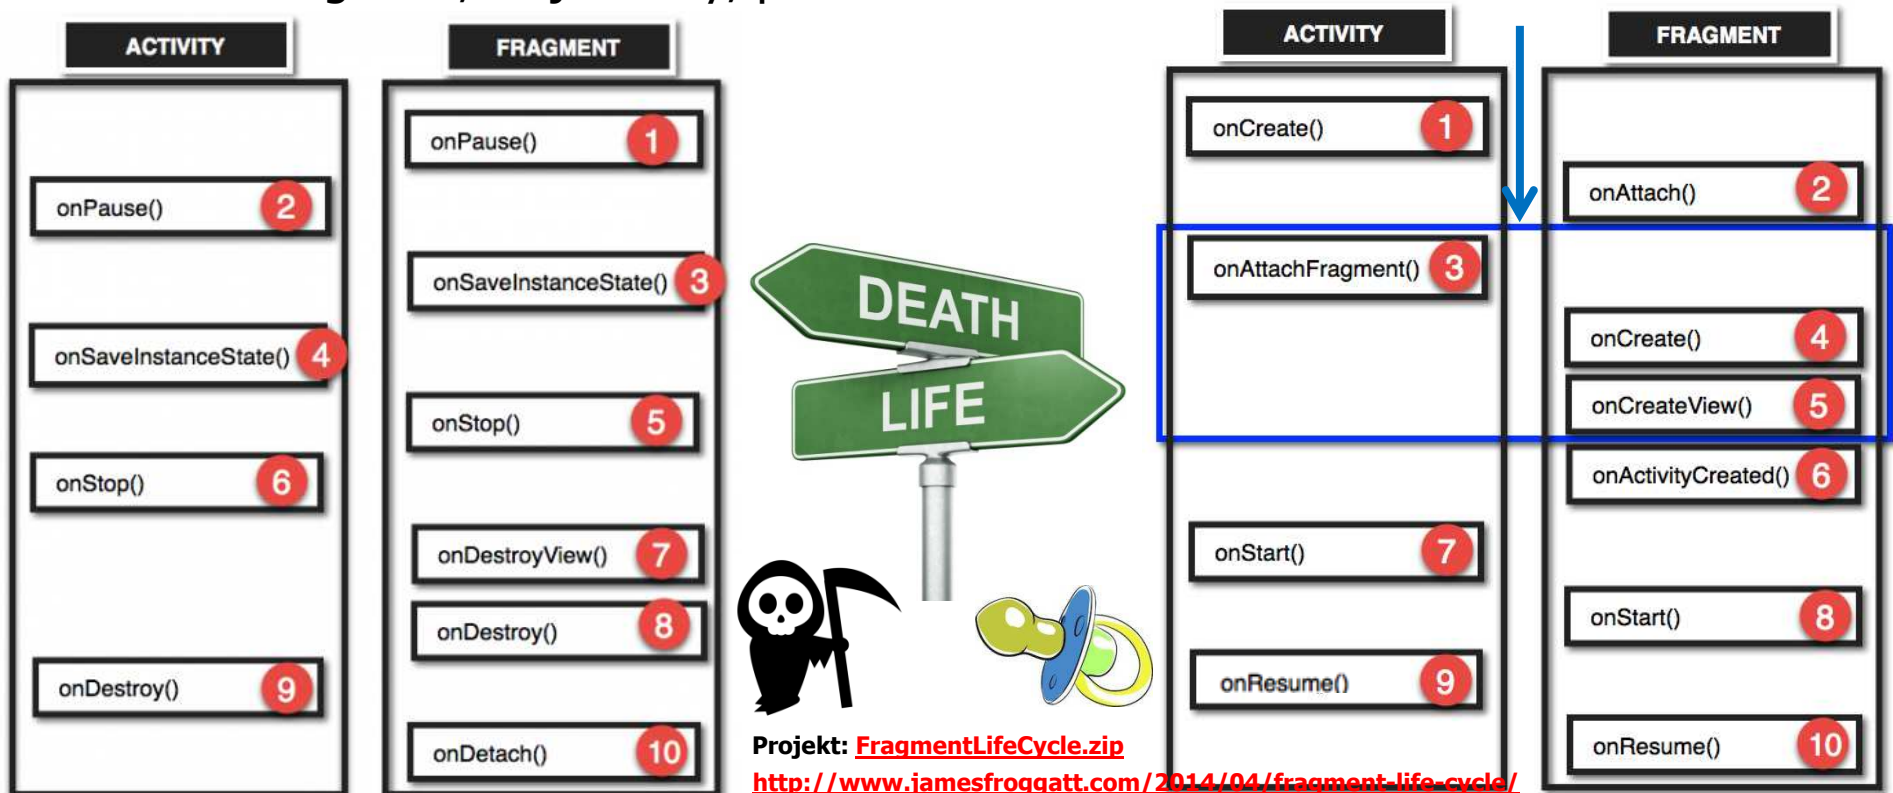 ACTIVITY
FRAGMENT
onPause() 1
onPause() 2
onSaveInstanceState() 3
onSaveInstanceState() 4
onStop() 5
onStop() 6
onDestroyView() 7
onDestroy() 8
onDestroy() 9
onDetach() 10
DEATH
LIFE
Projekt: FragmentLifeCycle.zip
http://www.jamesfroggatt.com/2014/04/fragment-life-cycle/
ACTIVITY
FRAGMENT
onCreate() 1
onAttach() 2
onAttachFragment() 3
onCreate() 4
onCreateView() 5
onActivityCreated() 6
onStart() 7
onStart() 8
onResume() 9
onResume() 10